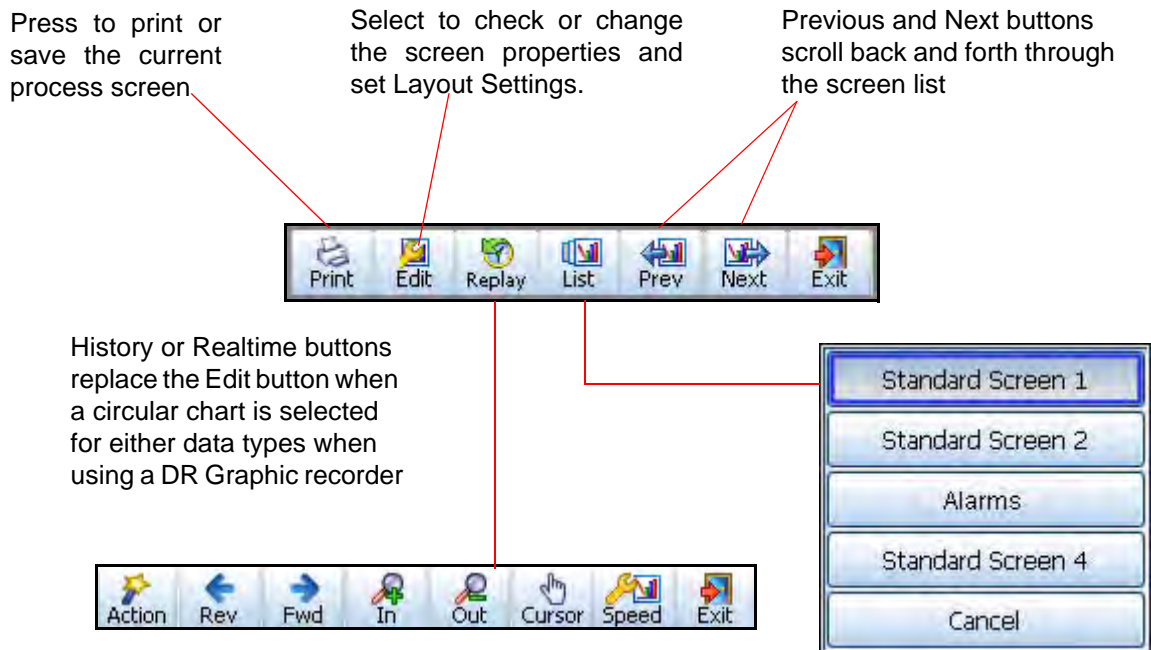 Press to print or
save the current
process screen
Select to check or change
the screen properties and
set Layout Settings.
Previous and Next buttons
scroll back and forth through
the screen list
Print Edit Replay List Prev Next Exit
History or Realtime buttons
replace the Edit button when
a circular chart is selected
for either data types when
using a DR Graphic recorder
Standard Screen 1
Standard Screen 2
Alarms
Standard Screen 4
Cancel
Action Rev Fwd In Out Cursor Speed Exit